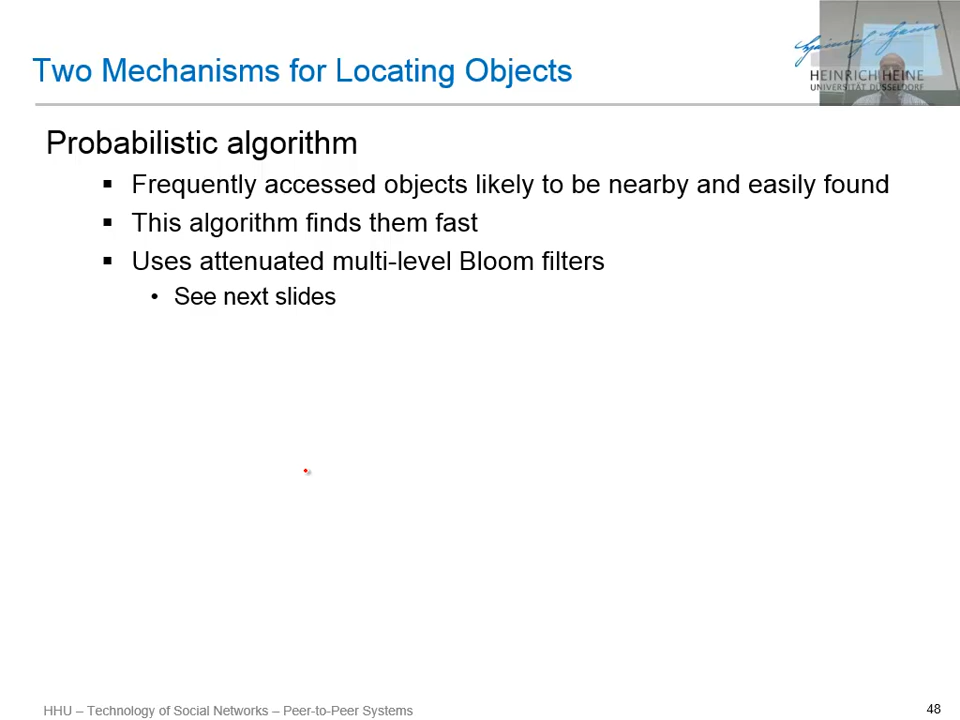 Two Mechanisms for Locating Objects
HEINRICH HEINE
UNIVERSITÄT DÜSSELDORF
Probabilistic algorithm
▪ Frequently accessed objects likely to be nearby and easily found
▪ This algorithm finds them fast
▪ Uses attenuated multi-level Bloom filters
• See next slides
HHU – Technology of Social Networks – Peer-to-Peer Systems
48